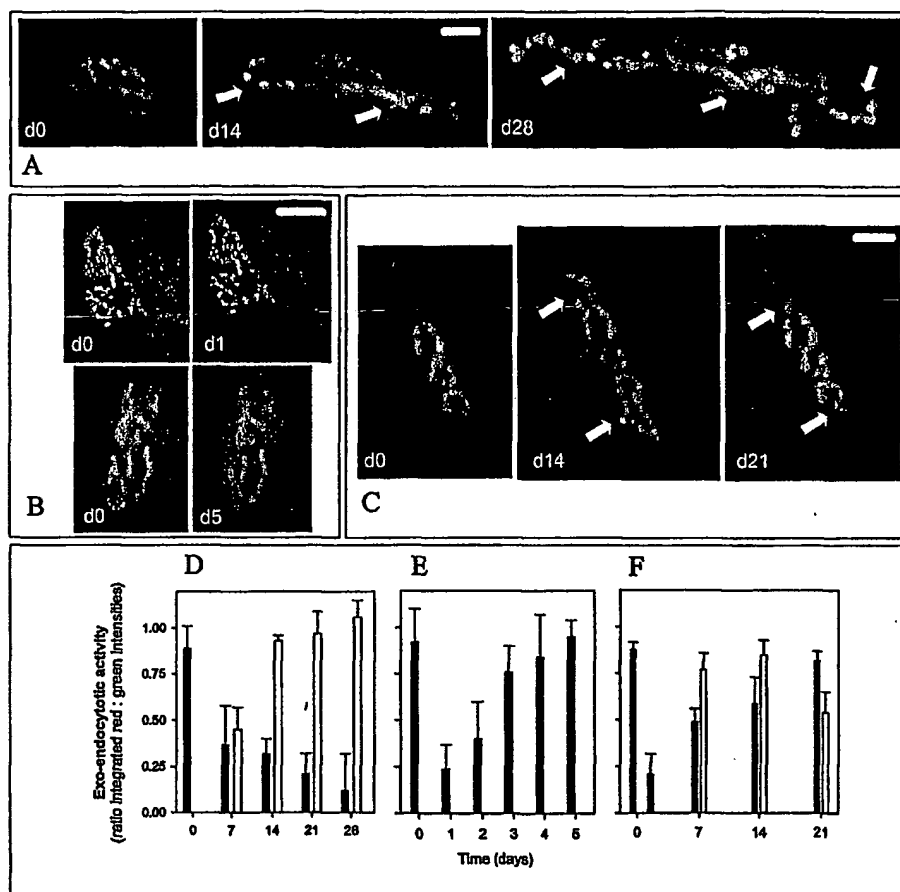 d0
d14
d28
A
d0
d1
d0
d5
B
d0
d14
d21
C
D
E
F
Exo-endocytotic activity
(ratio integrated red : green intensities)
1.00
0.75
0.50
0.25
0.00
0 7 14 21 28
0 1 2 3 4 5
0 7 14 21
Time (days)